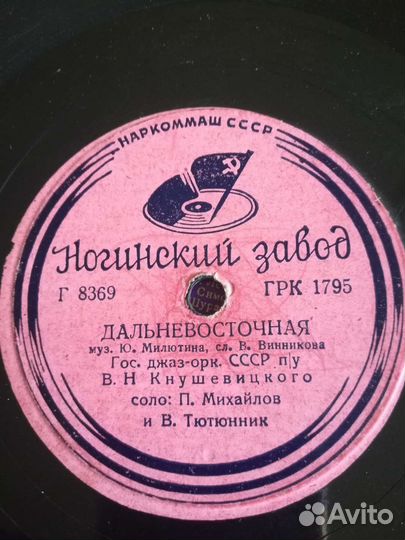 НАРКОММАШ СССР
Ногинский завод
Г 8369 ГРК 1795
ДАЛЬНЕВОСТОЧНАЯ
муз. Ю. Милютина, сл. В. Винникова
Гос. джаз-орк. СССР п/у
В. Н Кнушевицкого
соло: П. Михайлов
и В. Тютюнник
Avito